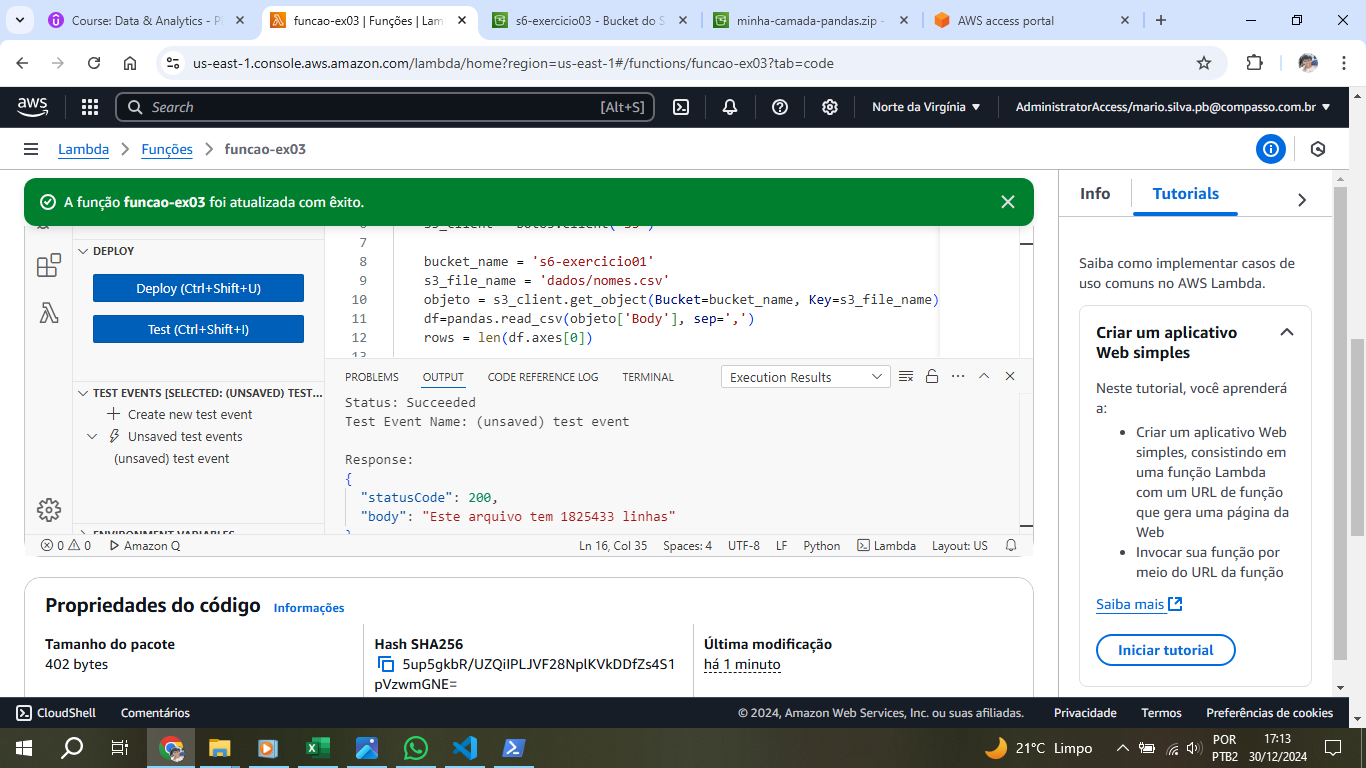 Course: Data & Analytics - P
funcao-ex03 | Funções | Lam
s6-exercicio03 - Bucket do S
minha-camada-pandas.zip -
AWS access portal
us-east-1.console.aws.amazon.com/lambda/home?region=us-east-1#/functions/funcao-ex03?tab=code
aws
Search
[Alt+S]
Norte da Virgínia
AdministratorAccess/mario.silva.pb@compasso.com.br
Lambda
Funções
funcao-ex03
A função funcao-ex03 foi atualizada com êxito.
Info
Tutorials
DEPLOY
Deploy (Ctrl+Shift+U)
Test (Ctrl+Shift+I)
7
8 bucket_name = 's6-exercicio01'
9 s3_file_name = 'dados/nomes.csv'
10 objeto = s3_client.get_object(Bucket=bucket_name, Key=s3_file_name)
11 df=pandas.read_csv(objeto['Body'], sep=',')
12 rows = len(df.axes[0])
13
TEST EVENTS [SELECTED: (UNSAVED) TEST...
Create new test event
Unsaved test events
(unsaved) test event
ENVIRONMENT VARIABLES
PROBLEMS
OUTPUT
CODE REFERENCE LOG
TERMINAL
Execution Results
Status: Succeeded
Test Event Name: (unsaved) test event
Response:
{
"statusCode": 200,
"body": "Este arquivo tem 1825433 linhas"
}
0 0
Amazon Q
Ln 16, Col 35
Spaces: 4
UTF-8
LF
Python
Lambda
Layout: US
Saiba como implementar casos de
uso comuns no AWS Lambda.
Criar um aplicativo
Web simples
Neste tutorial, você aprenderá
a:
Criar um aplicativo Web
simples, consistindo em
uma função Lambda
com um URL de função
que gera uma página da
Web
Invocar sua função por
meio do URL da função
Saiba mais
Iniciar tutorial
Propriedades do código
Informações
Tamanho do pacote
402 bytes
Hash SHA256
5up5gkbR/UZQiIPLJVF28NplKVkDDfZs4S1
pVzwmGNE=
Última modificação
há 1 minuto
CloudShell
Comentários
© 2024, Amazon Web Services, Inc. ou suas afiliadas.
Privacidade
Termos
Preferências de cookies
21°C Limpo
POR
PTB2
17:13
30/12/2024